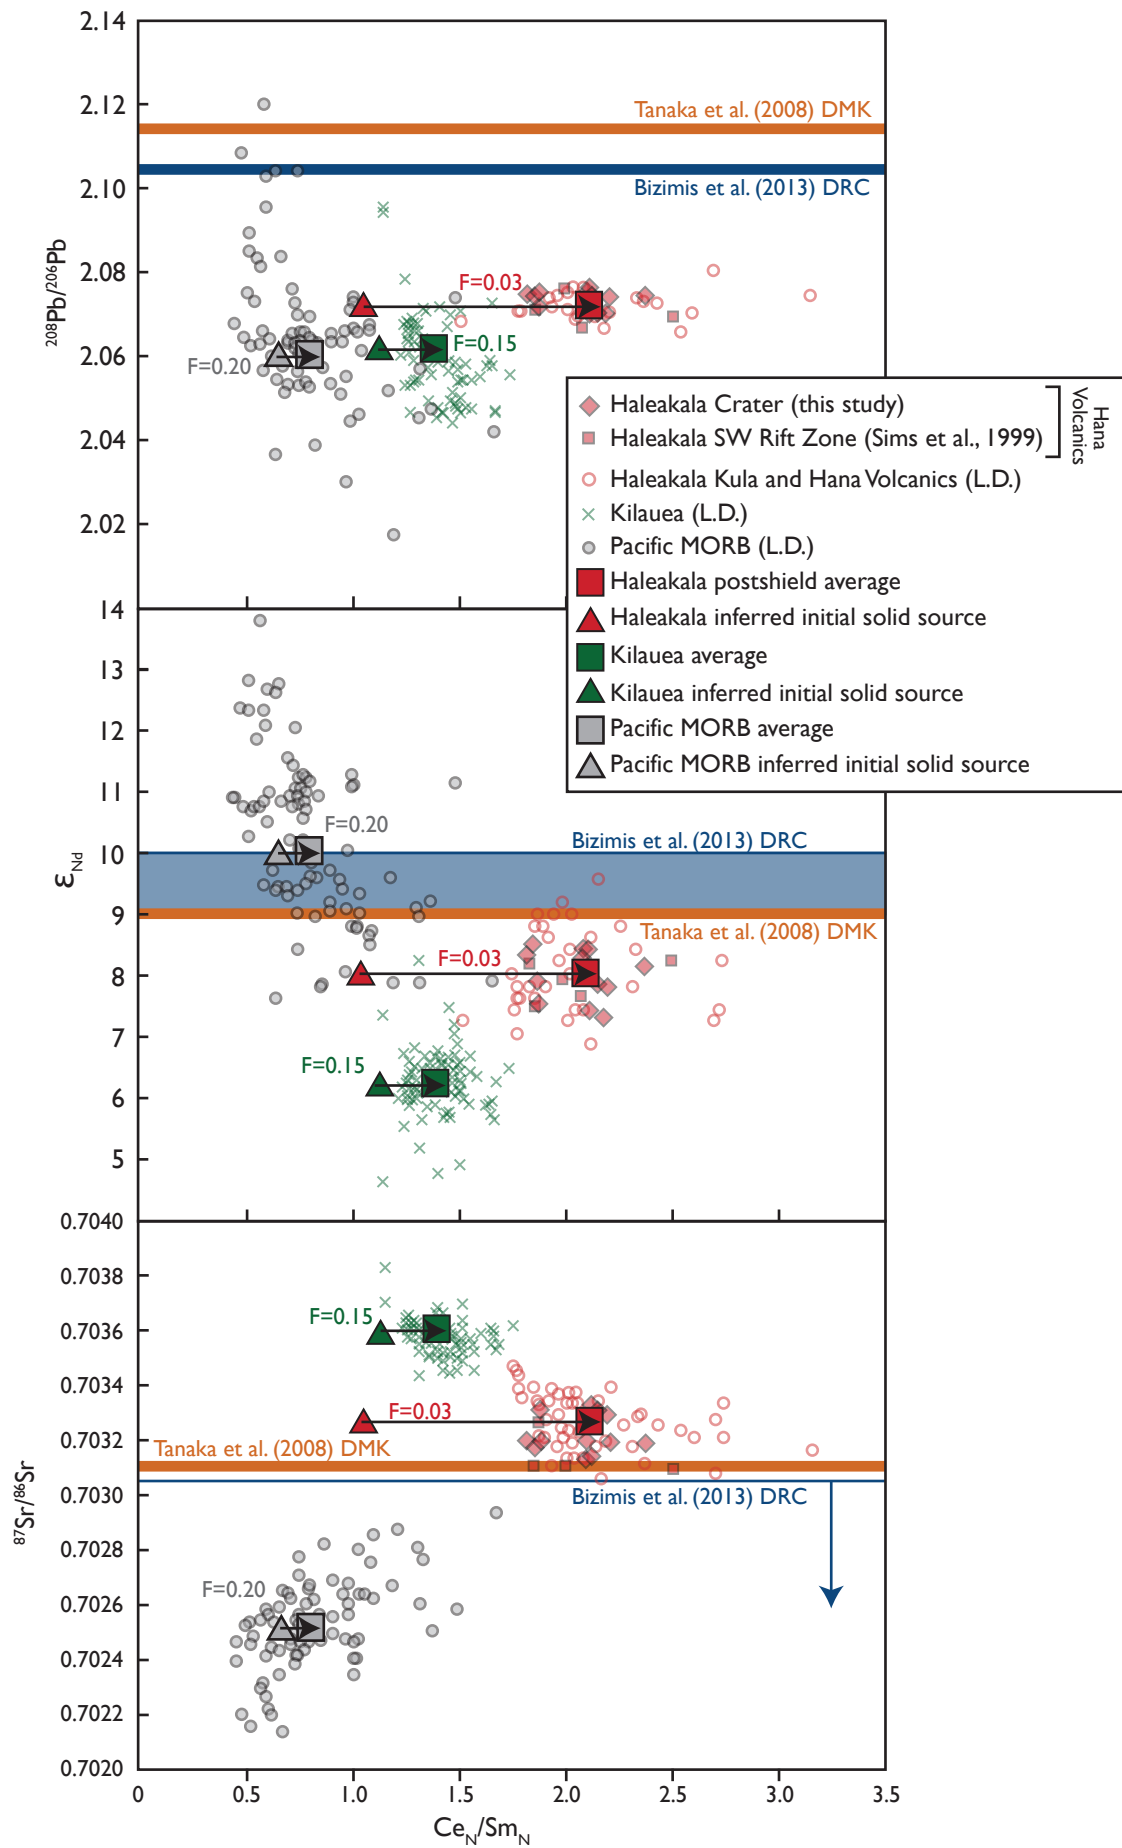 2.14
2.12
2.10
2.08
2.06
2.04
2.02
208Pb/206Pb
Tanaka et al. (2008) DMK
Bizimis et al. (2013) DRC
F=0.03
F=0.15
F=0.20
Haleakala Crater (this study)
Haleakala SW Rift Zone (Sims et al., 1999)
Hana
Volcanics
Haleakala Kula and Hana Volcanics (L.D.)
Kilauea (L.D.)
Pacific MORB (L.D.)
Haleakala postshield average
Haleakala inferred initial solid source
Kilauea average
Kilauea inferred initial solid source
Pacific MORB average
Pacific MORB inferred initial solid source
14
13
12
11
10
9
8
7
6
5
εNd
F=0.20
Bizimis et al. (2013) DRC
Tanaka et al. (2008) DMK
F=0.03
F=0.15
0.7040
0.7038
0.7036
0.7034
0.7032
0.7030
0.7028
0.7026
0.7024
0.7022
0.7020
87Sr/86Sr
F=0.15
F=0.03
Tanaka et al. (2008) DMK
Bizimis et al. (2013) DRC
F=0.20
0
0.5
1.0
1.5
2.0
2.5
3.0
3.5
CeN/SmN